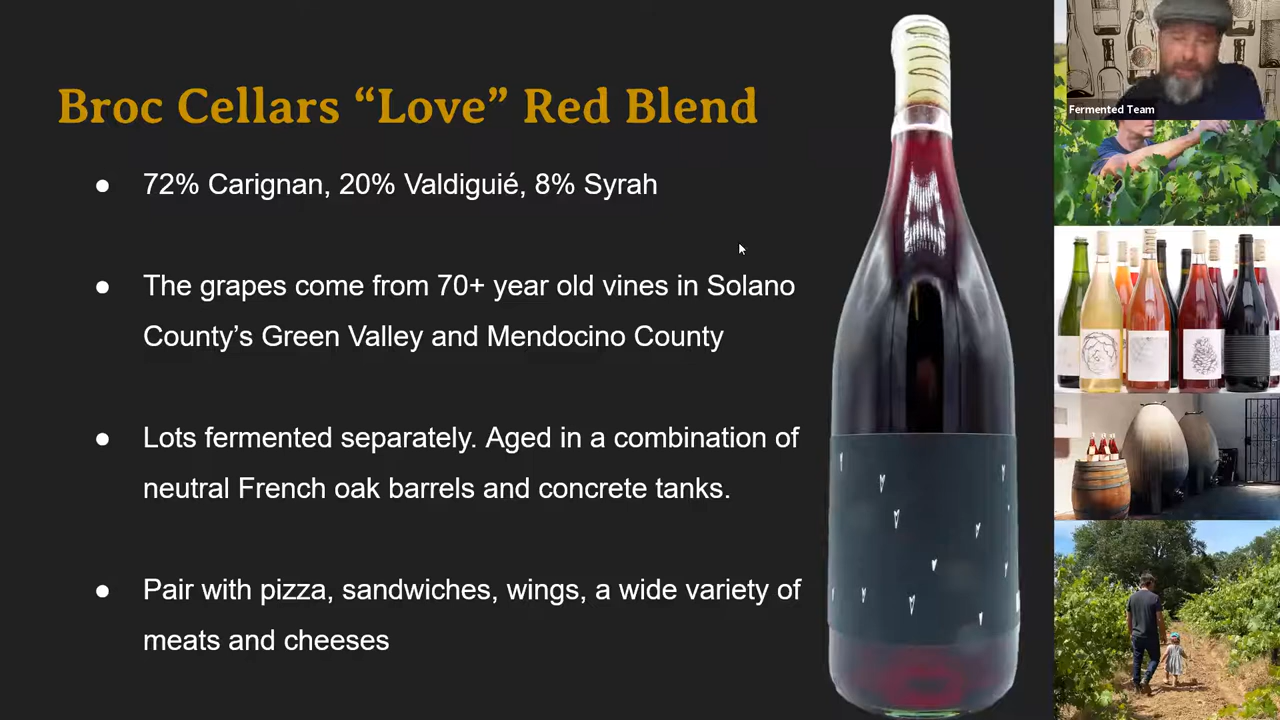 Broc Cellars “Love” Red Blend
● 72% Carignan, 20% Valdiguié, 8% Syrah
● The grapes come from 70+ year old vines in Solano
County’s Green Valley and Mendocino County
● Lots fermented separately. Aged in a combination of
neutral French oak barrels and concrete tanks.
● Pair with pizza, sandwiches, wings, a wide variety of
meats and cheeses
Fermented Team